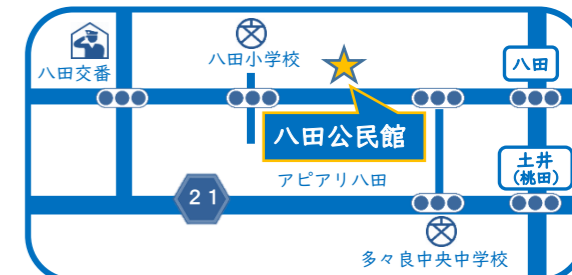 八田小学校
八田交番
八田
八田公民館
土井
(桃田)
アピアリ八田
21
多々良中央中学校